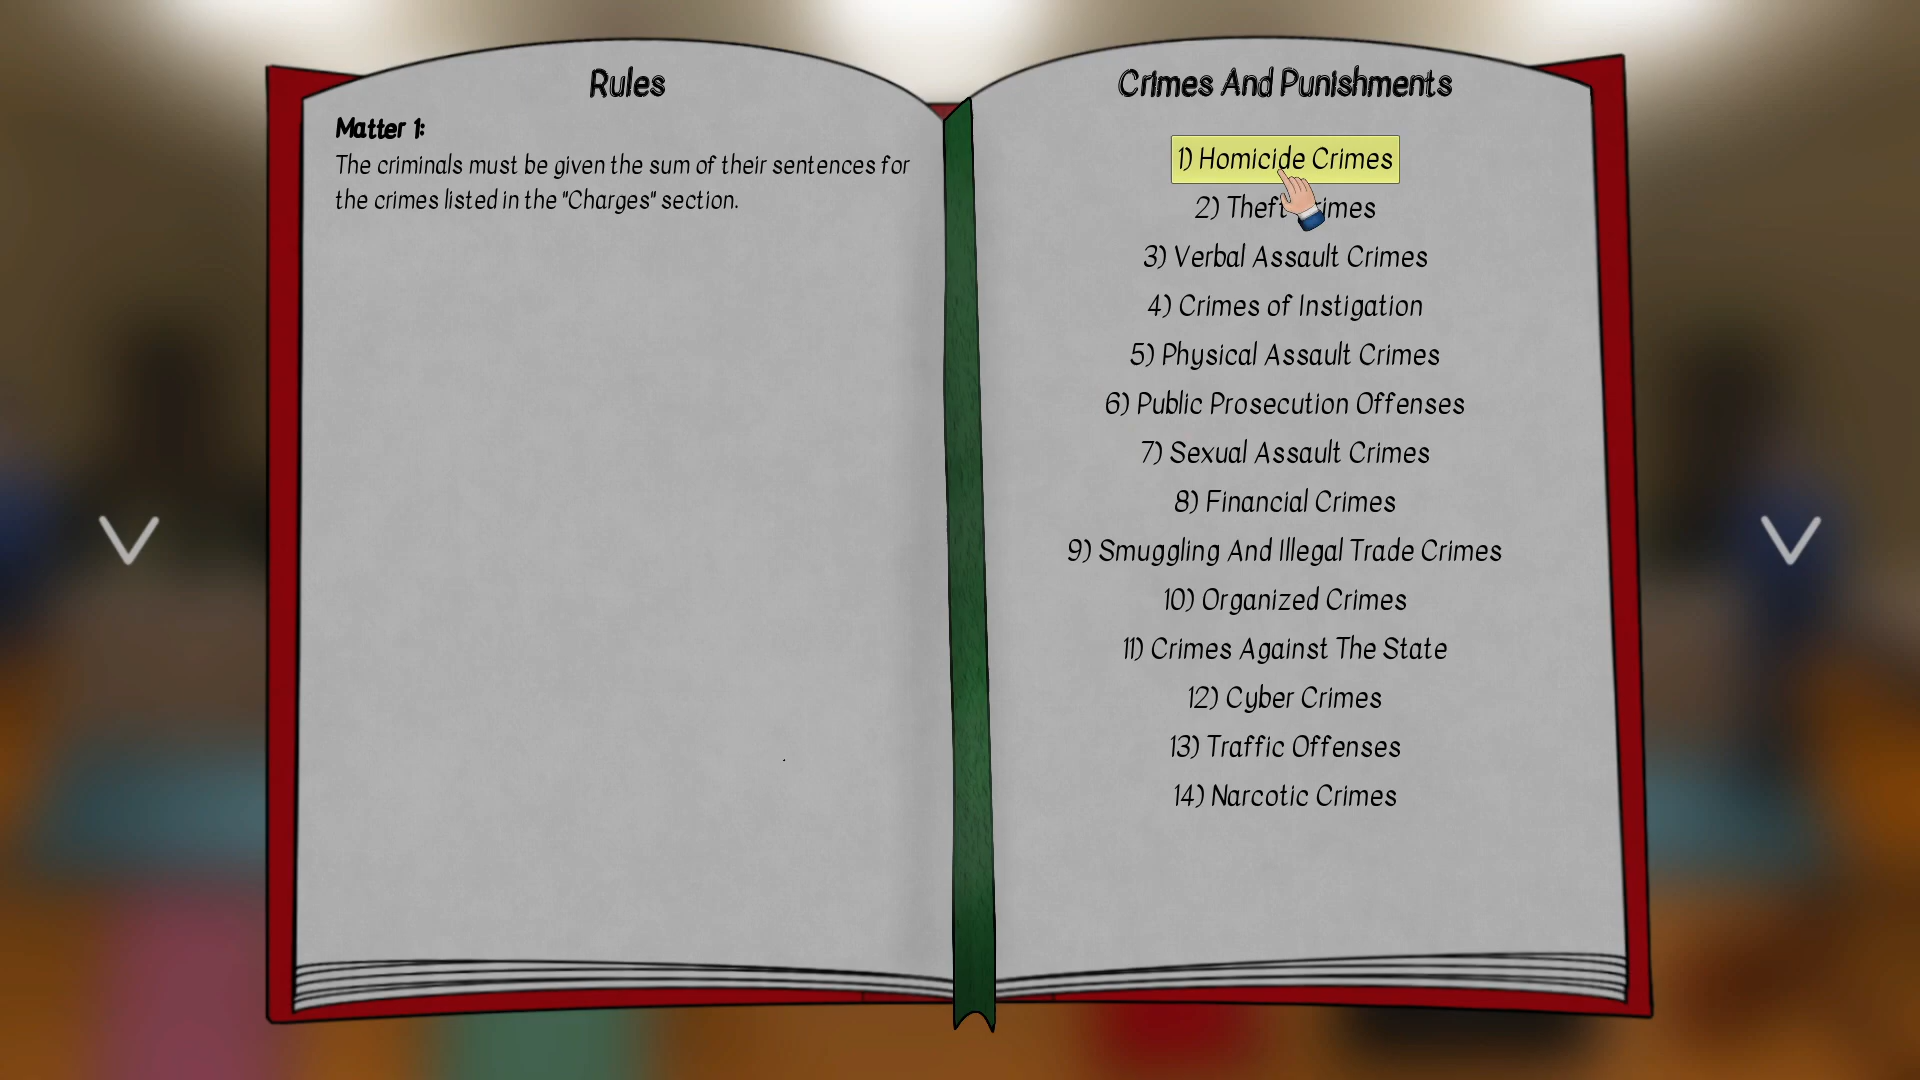 Rules
Matter 1:
The criminals must be given the sum of their sentences for
the crimes listed in the "Charges" section.
Crimes And Punishments
1) Homicide Crimes
2) Theft Crimes
3) Verbal Assault Crimes
4) Crimes of Instigation
5) Physical Assault Crimes
6) Public Prosecution Offenses
7) Sexual Assault Crimes
8) Financial Crimes
9) Smuggling And Illegal Trade Crimes
10) Organized Crimes
11) Crimes Against The State
12) Cyber Crimes
13) Traffic Offenses
14) Narcotic Crimes